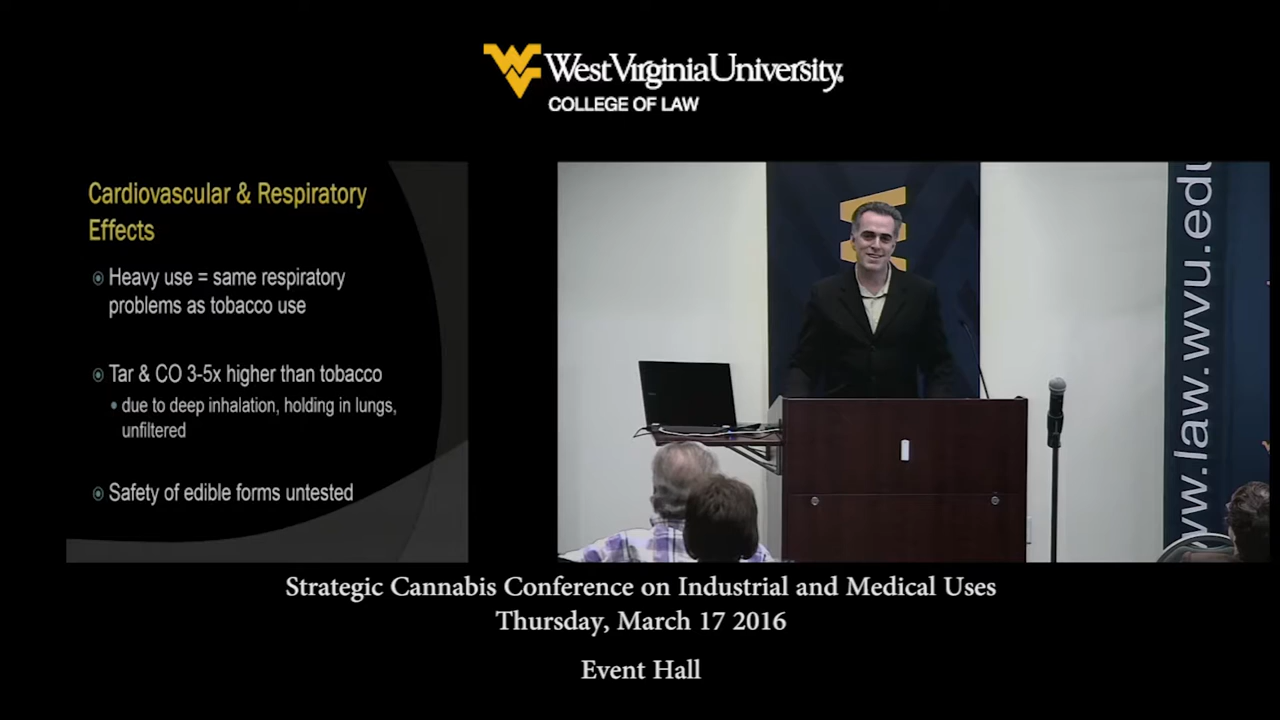 WestVirginiaUniversity®
COLLEGE OF LAW
Cardiovascular & Respiratory
Effects
Heavy use = same respiratory
problems as tobacco use
Tar & CO 3-5x higher than tobacco
due to deep inhalation, holding in lungs,
unfiltered
Safety of edible forms untested
www.law.wvu.edu
Strategic Cannabis Conference on Industrial and Medical Uses
Thursday, March 17 2016
Event Hall